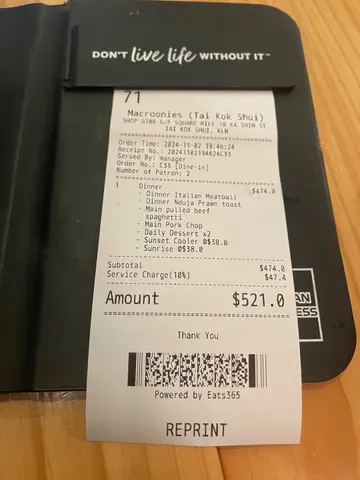 DON'T live life WITHOUT IT™
71
Macroonies (Tai Kok Shui)
SHOP G70B G/F SQUARE MILE 18 KA SHIN ST.
TAI KOK SHUI, KLN
Order Time: 2024-11-02 19:46:24
Receipt No.: 20241102194624C33
Served By: manager
Order No.: C33 [Dine-in]
Number of Patron: 2
1 Dinner $474.0
- Dinner Italian Meatball
- Dinner Nduja Prawn toast
- Main pulled beef
spaghetti
- Main Pork Chop
- Daily Dessert x2
- Sunset Cooler D$38.0
- Sunrise D$38.0
Subtotal $474.0
Service Charge(10%) $47.4
Amount $521.0
Thank You
Powered by Eats365
REPRINT